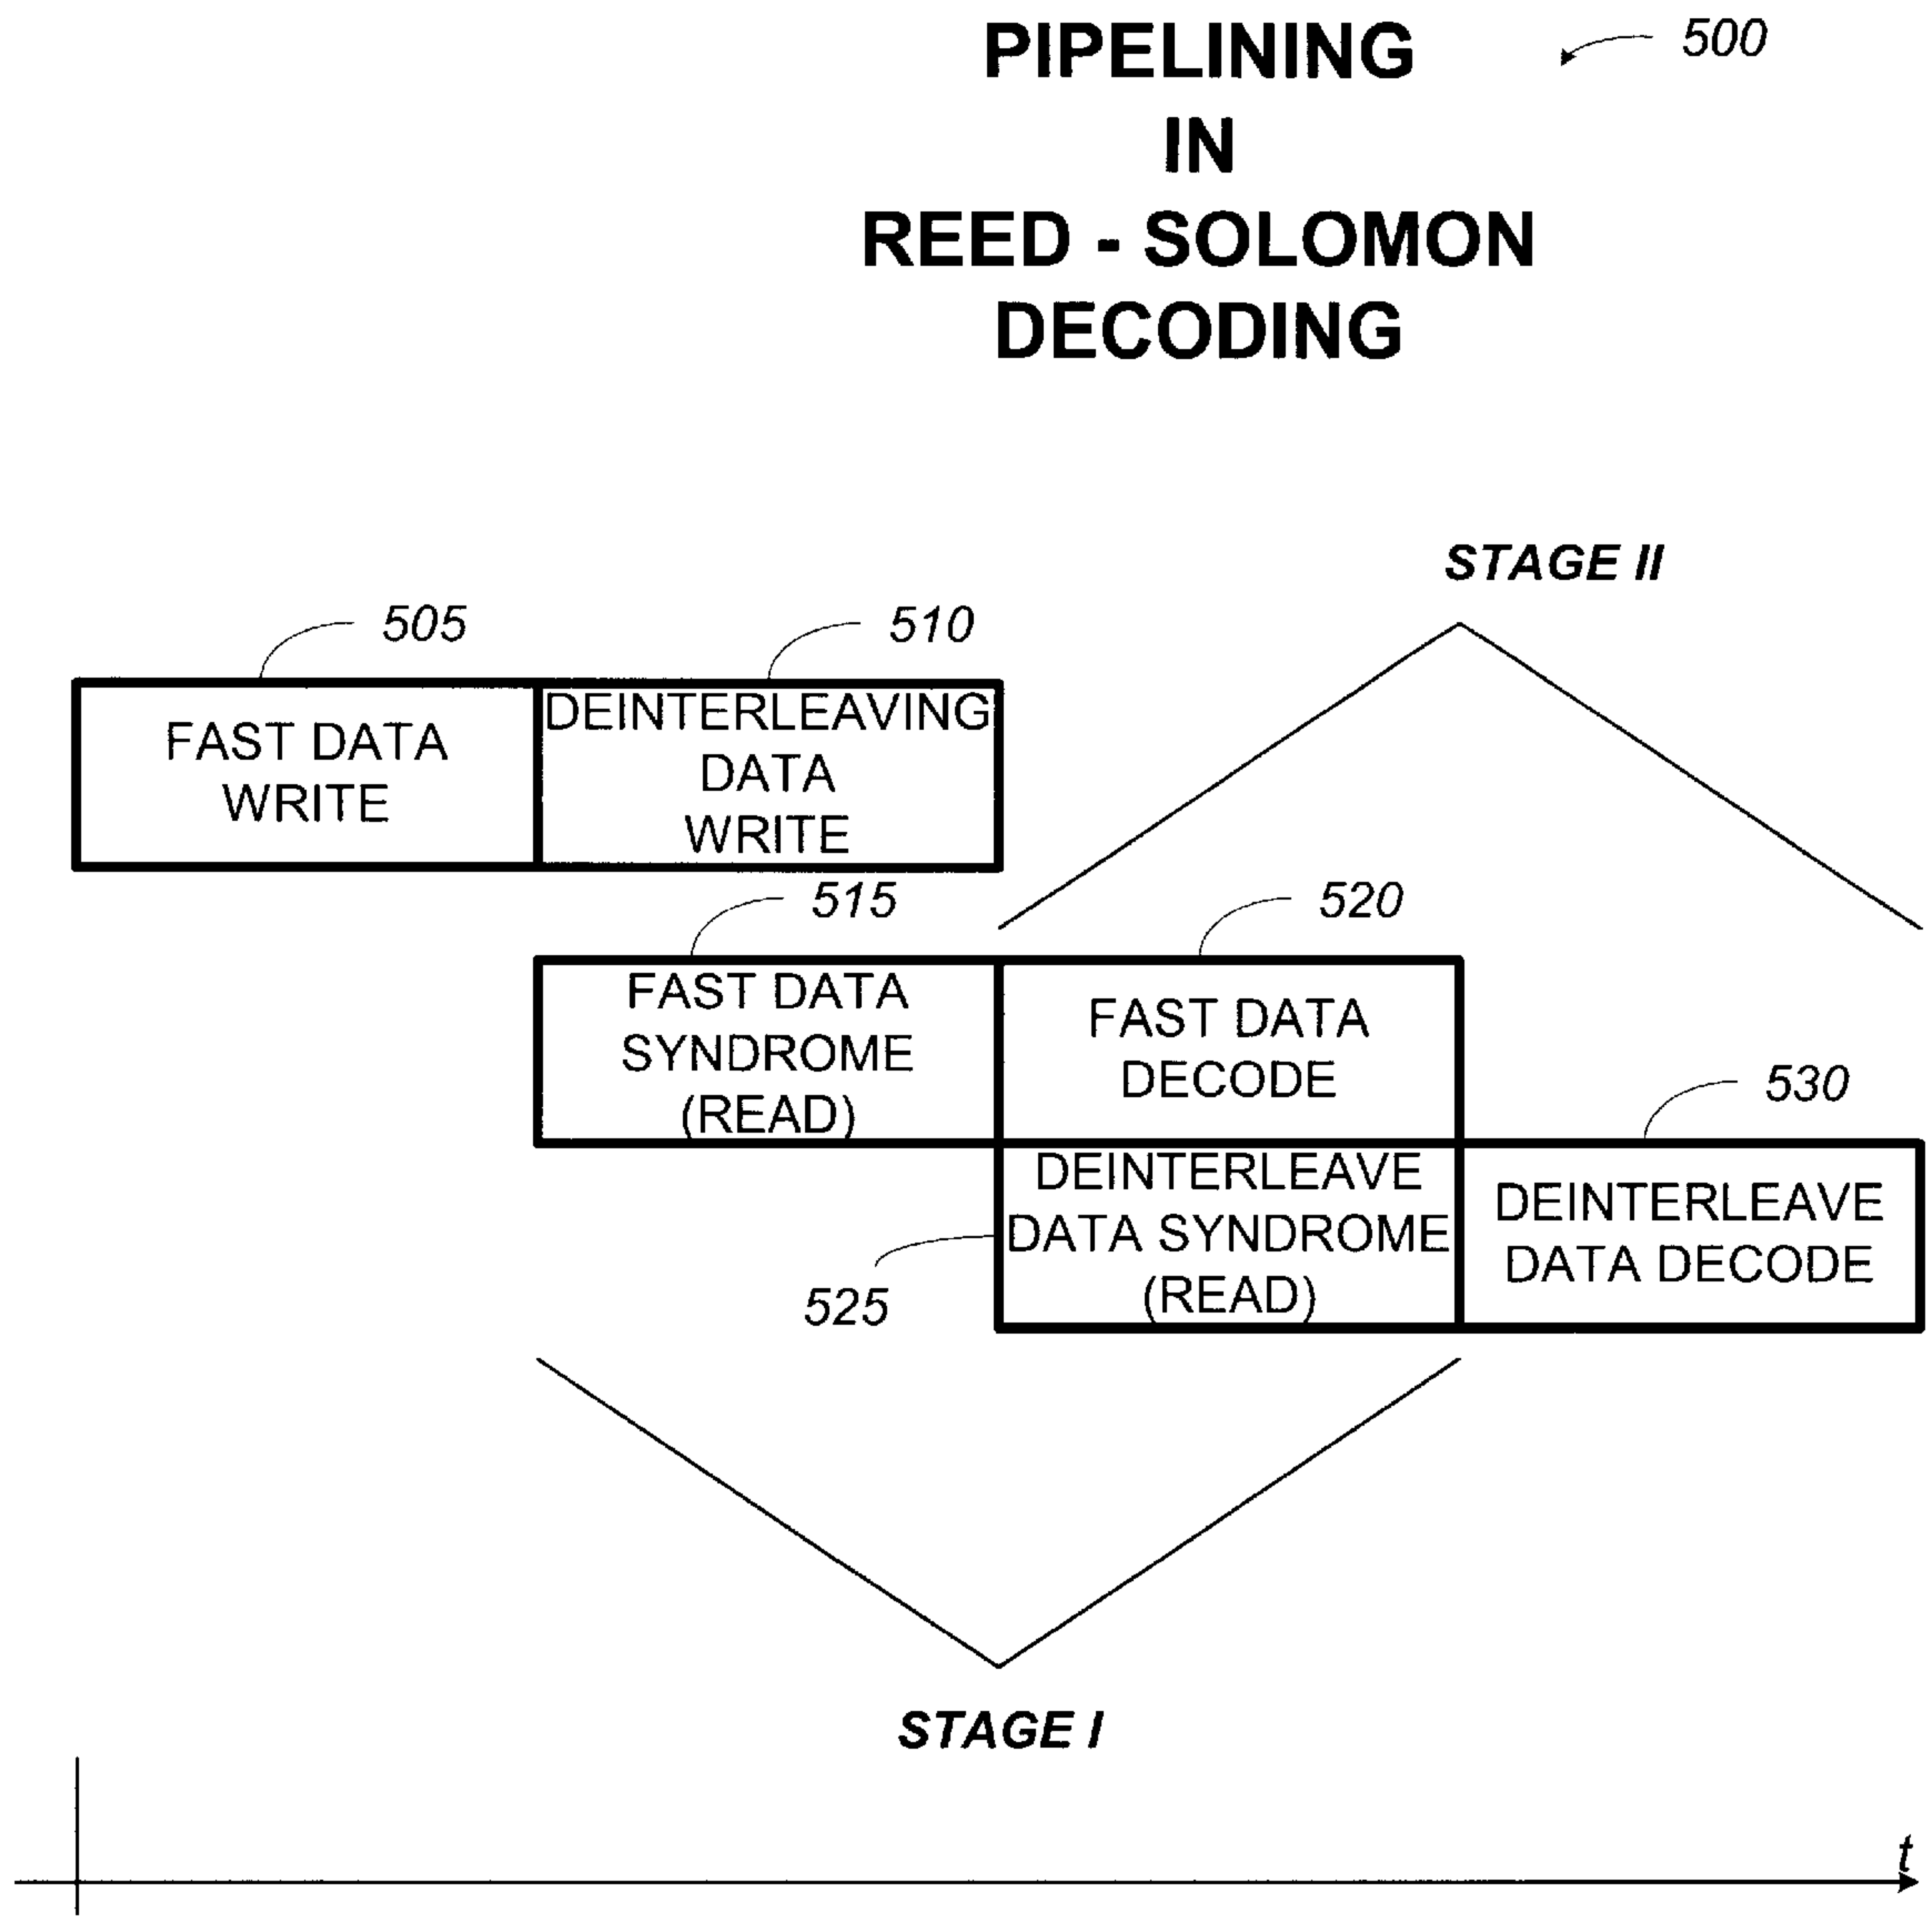 PIPELINING
500
IN
REED - SOLOMON
DECODING
STAGE II
505
510
FAST DATA
WRITE
DEINTERLEAVING
DATA
WRITE
515
520
FAST DATA
SYNDROME
(READ)
FAST DATA
DECODE
530
DEINTERLEAVE
DATA SYNDROME
(READ)
DEINTERLEAVE
DATA DECODE
525
STAGE I
t